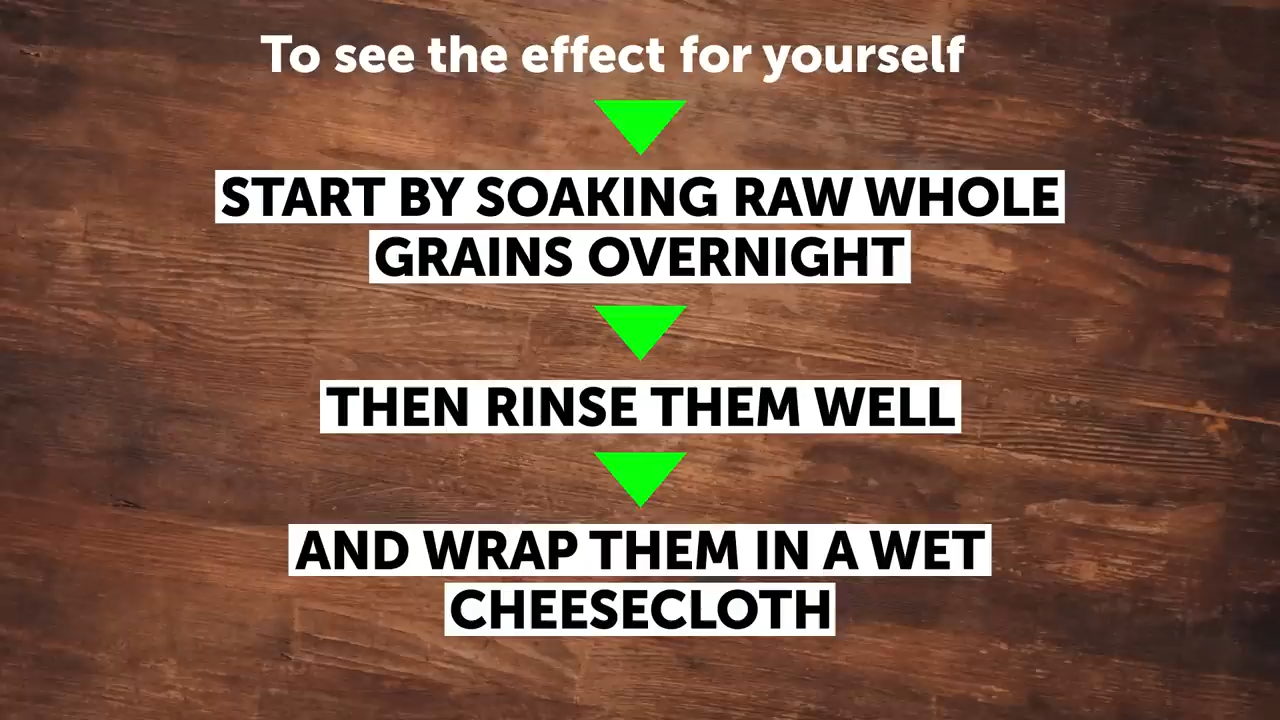 To see the effect for yourself
START BY SOAKING RAW WHOLE
GRAINS OVERNIGHT
THEN RINSE THEM WELL
AND WRAP THEM IN A WET
CHEESECLOTH